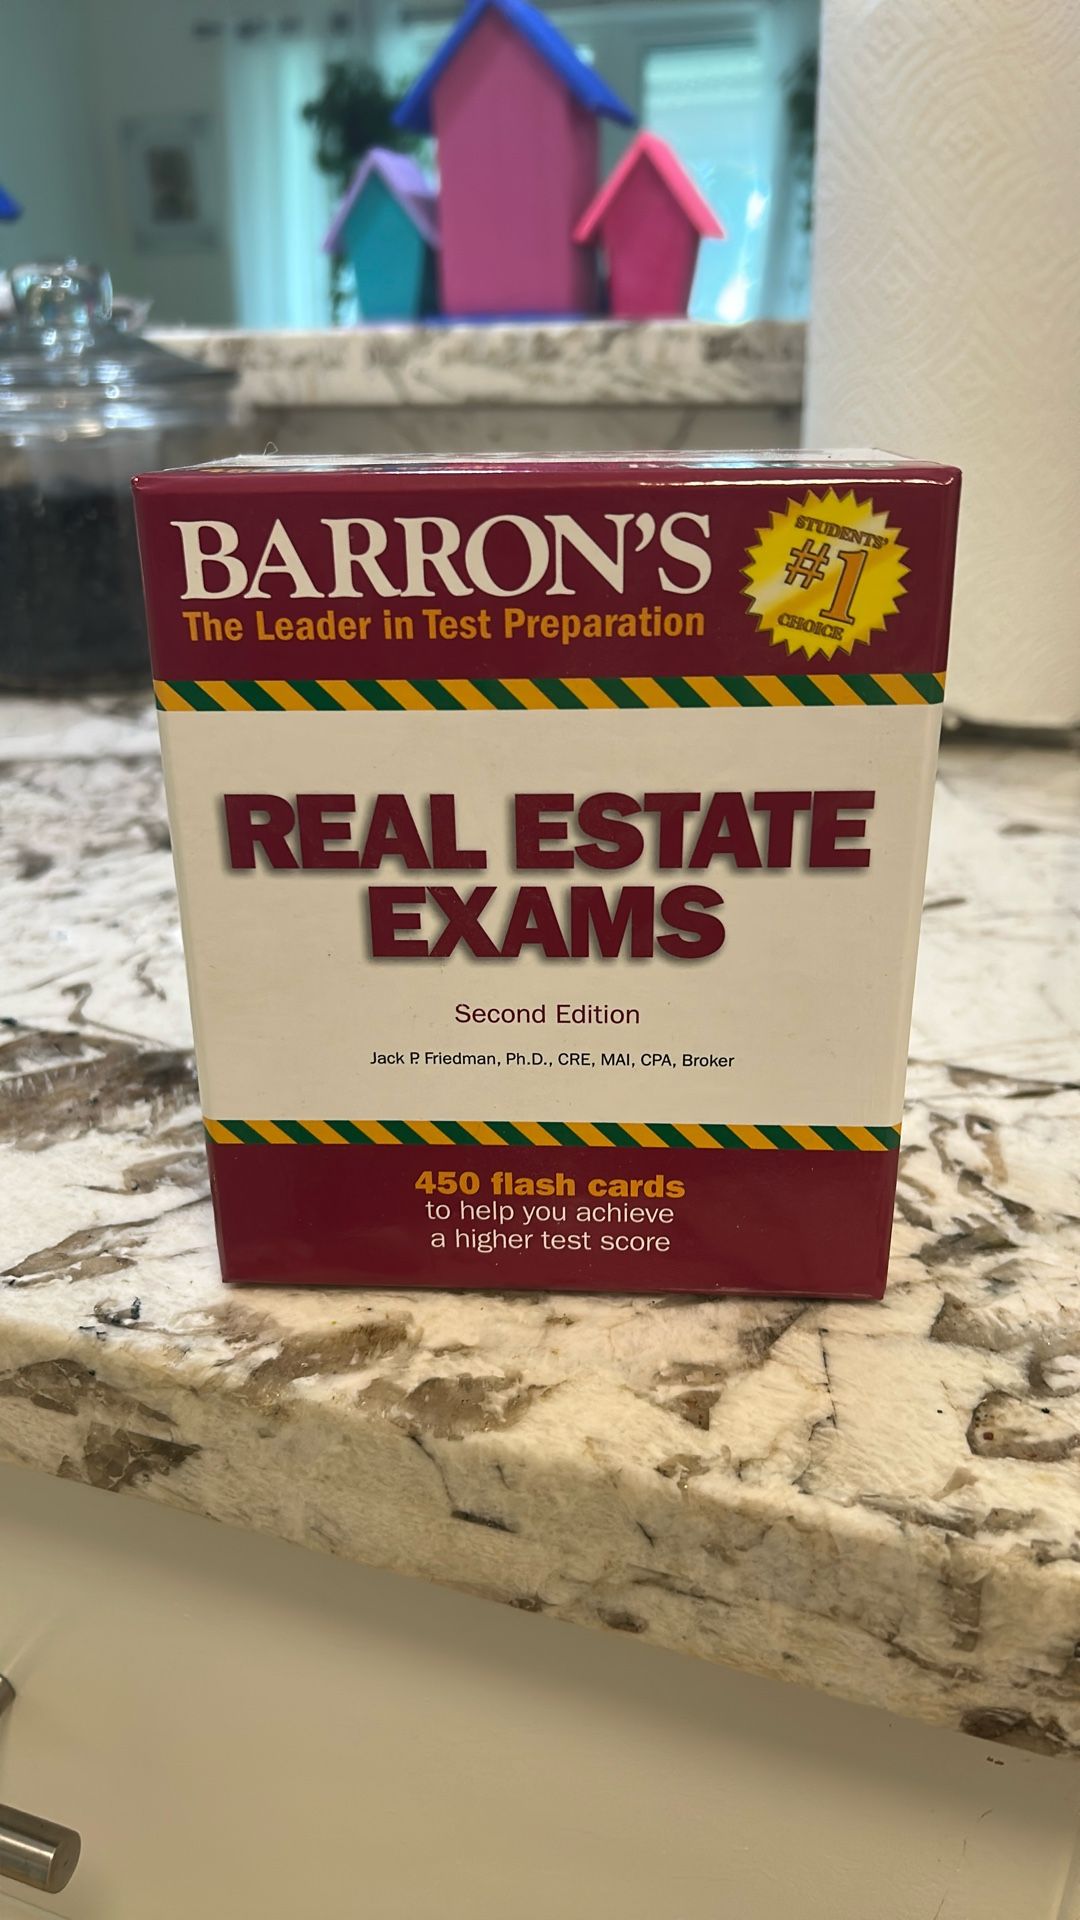 BARRON'S
The Leader in Test Preparation
STUDENTS'
#1
CHOICE
REAL ESTATE
EXAMS
Second Edition
Jack P. Friedman, Ph.D., CRE, MAI, CPA, Broker
450 flash cards
to help you achieve
a higher test score